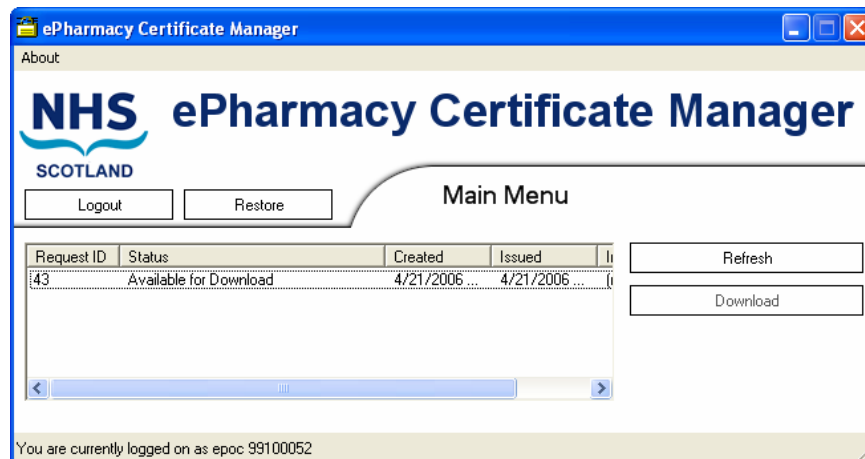 ePharmacy Certificate Manager
About
NHS
SCOTLAND
ePharmacy Certificate Manager
Main Menu
Logout Restore
Request ID Status Created Issued
43 Available for Download 4/21/2006 ... 4/21/2006 ...
Refresh
Download
You are currently logged on as epoc 99100052